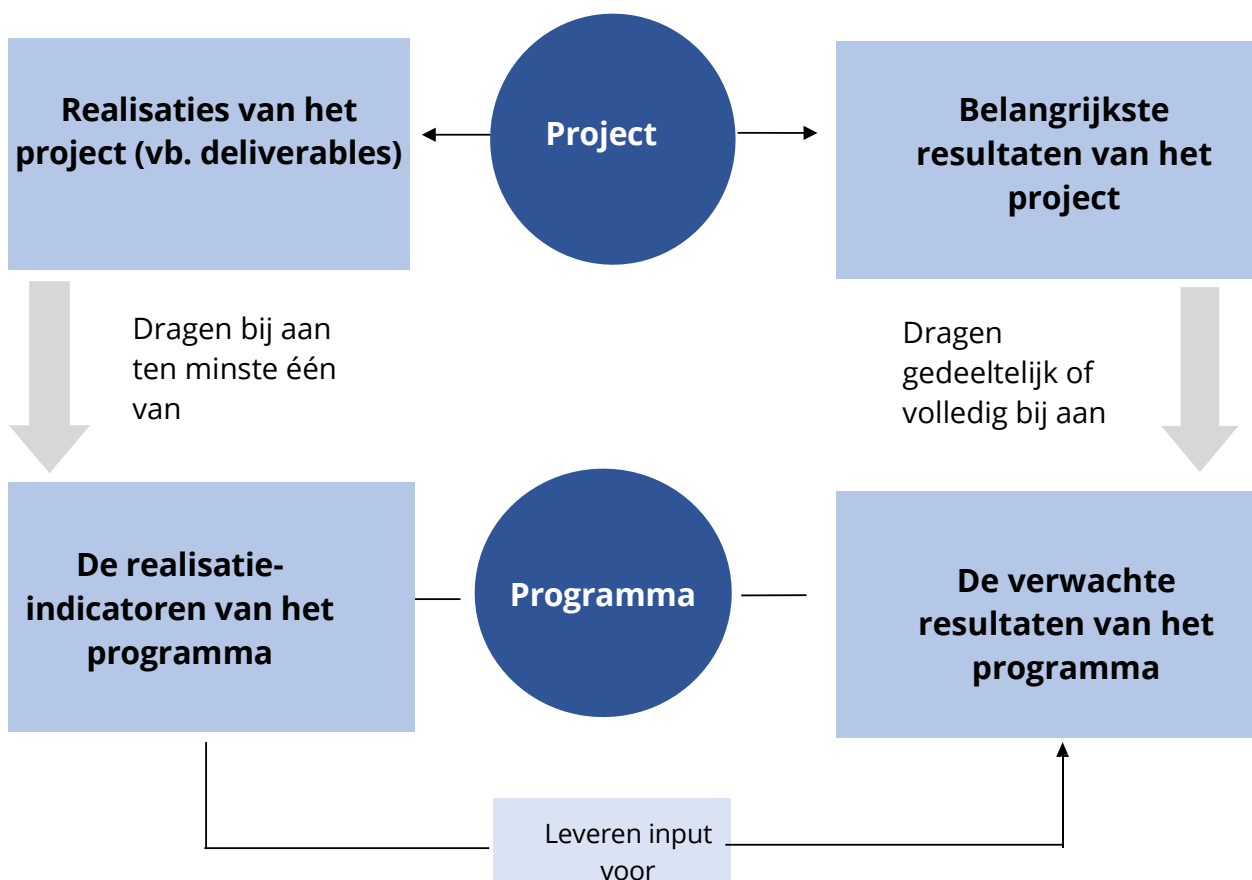 Realisaties van het
project (vb. deliverables)
Project
Belangrijkste
resultaten van het
project
Dragen bij aan
ten minste één
van
Dragen
gedeeltelijk of
volledig bij aan
De realisatie-
indicatoren van het
programma
Programma
De verwachte
resultaten van het
programma
Leveren input
voor